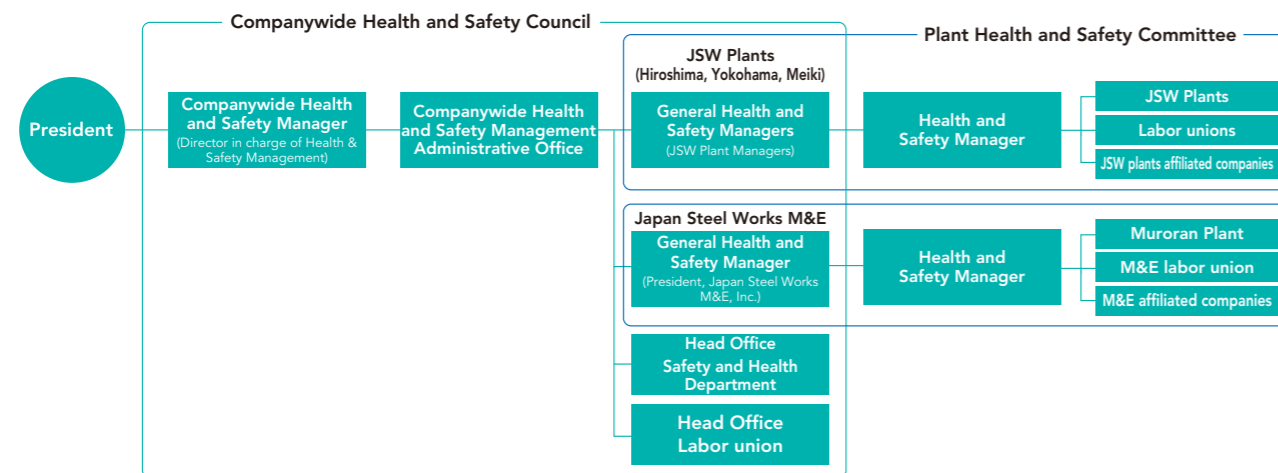 Companywide Health and Safety Council
Plant Health and Safety Committee
President
Companywide Health
and Safety Manager
(Director in charge of Health &
Safety Management)
Companywide Health
and Safety Management
Administrative Office
JSW Plants
(Hiroshima, Yokohama, Meiki)
General Health and
Safety Managers
(JSW Plant Managers)
Health and
Safety Manager
JSW Plants
Labor unions
JSW plants affiliated companies
Japan Steel Works M&E
General Health and
Safety Manager
(President, Japan Steel Works
M&E, Inc.)
Health and
Safety Manager
Muroran Plant
M&E labor union
M&E affiliated companies
Head Office
Safety and Health
Department
Head Office
Labor union